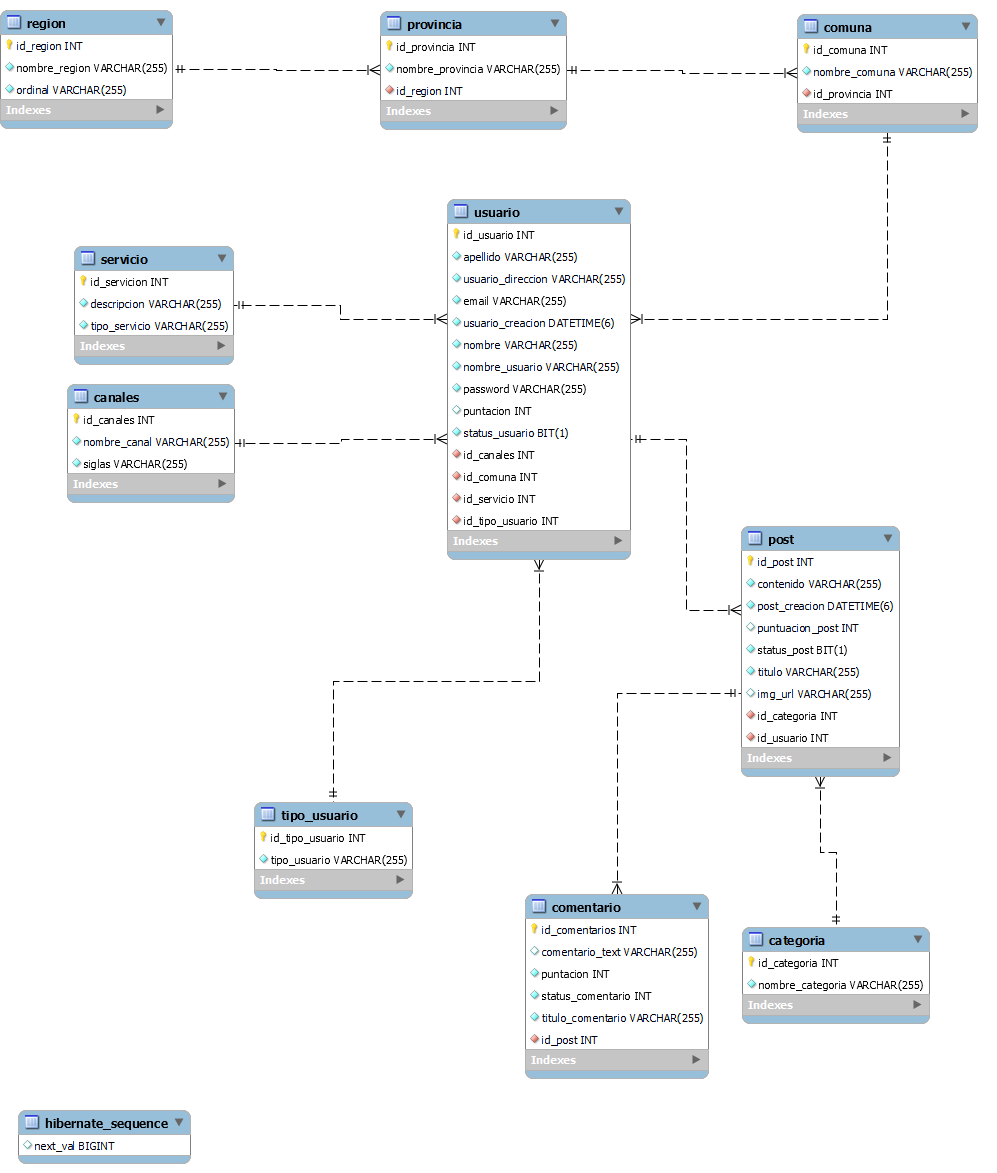 region
id_region INT
nombre_region VARCHAR(255)
ordinal VARCHAR(255)
Indexes
provincia
id_provincia INT
nombre_provincia VARCHAR(255)
id_region INT
Indexes
comuna
id_comuna INT
nombre_comuna VARCHAR(255)
id_provincia INT
Indexes
usuario
id_usuario INT
apellido VARCHAR(255)
usuario_direccion VARCHAR(255)
email VARCHAR(255)
usuario_creacion DATETIME(6)
nombre VARCHAR(255)
nombre_usuario VARCHAR(255)
password VARCHAR(255)
puntacion INT
status_usuario BIT(1)
id_canales INT
id_comuna INT
id_servicio INT
id_tipo_usuario INT
Indexes
servicio
id_servicion INT
descripcion VARCHAR(255)
tipo_servicio VARCHAR(255)
Indexes
canales
id_canales INT
nombre_canal VARCHAR(255)
siglas VARCHAR(255)
Indexes
post
id_post INT
contenido VARCHAR(255)
post_creacion DATETIME(6)
puntuacion_post INT
status_post BIT(1)
titulo VARCHAR(255)
img_url VARCHAR(255)
id_categoria INT
id_usuario INT
Indexes
tipo_usuario
id_tipo_usuario INT
tipo_usuario VARCHAR(255)
Indexes
comentario
id_comentarios INT
comentario_text VARCHAR(255)
puntacion INT
status_comentario INT
titulo_comentario VARCHAR(255)
id_post INT
Indexes
categoria
id_categoria INT
nombre_categoria VARCHAR(255)
Indexes
hibernate_sequence
next_val BIGINT